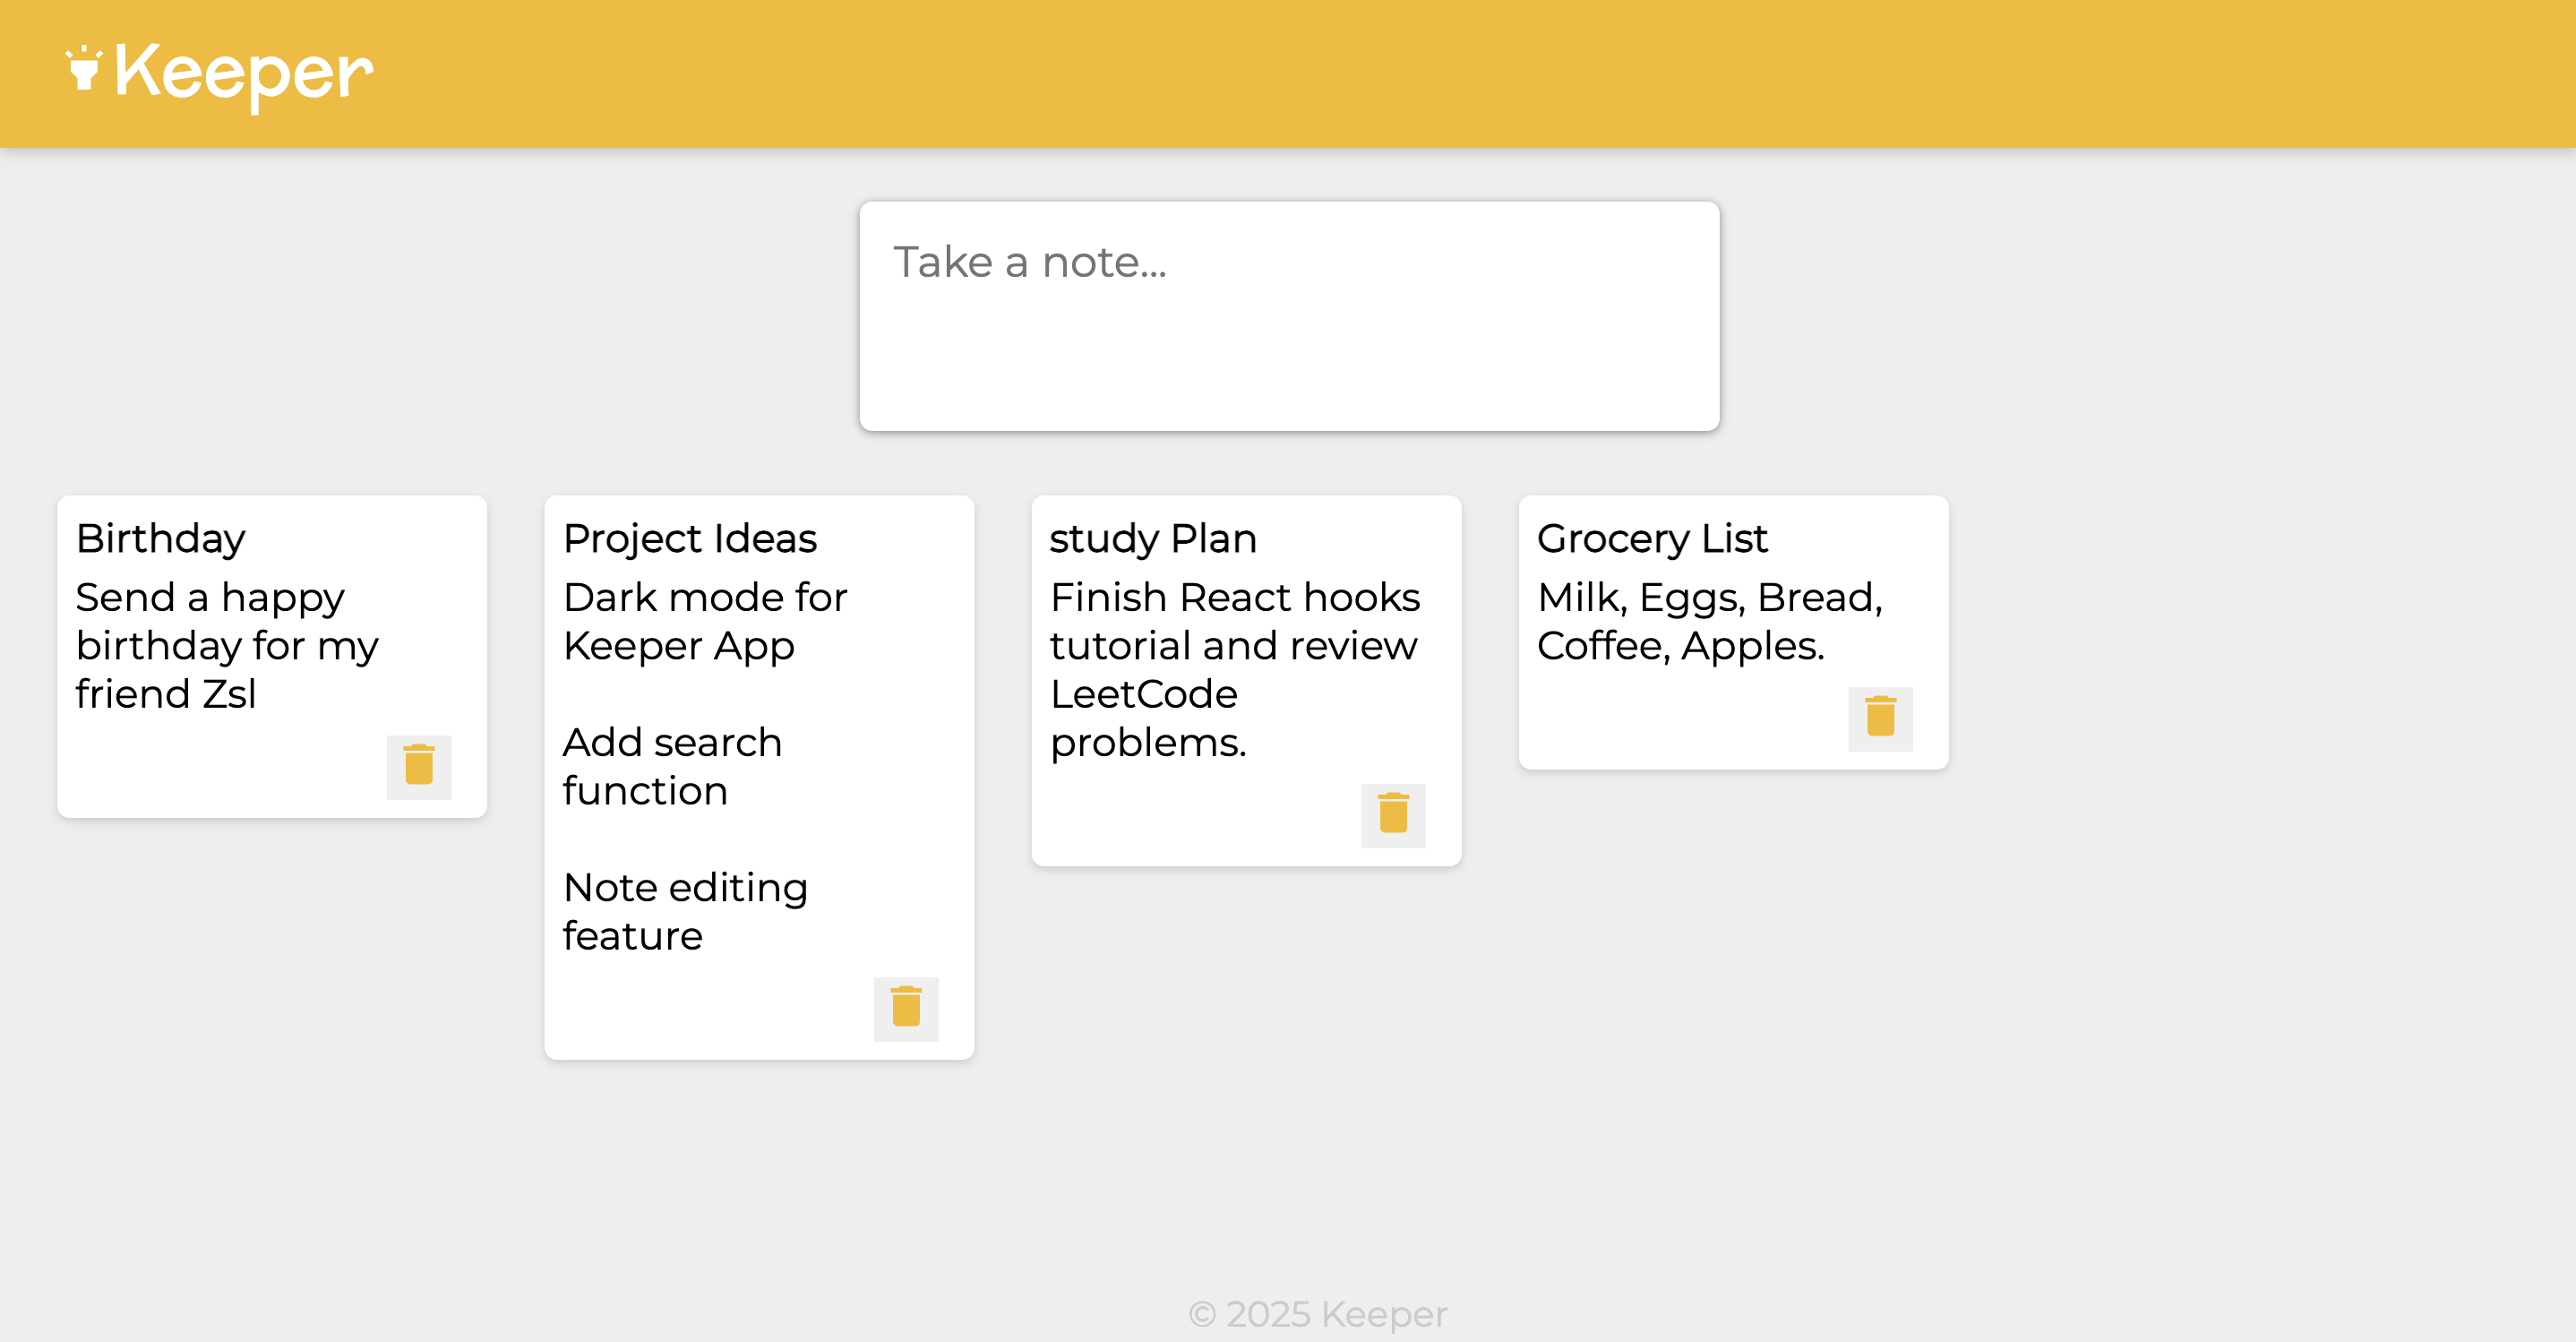 Keeper
Take a note...
Birthday
Send a happy
birthday for my
friend Zsl
Project Ideas
Dark mode for
Keeper App
Add search
function
Note editing
feature
study Plan
Finish React hooks
tutorial and review
LeetCode
problems.
Grocery List
Milk, Eggs, Bread,
Coffee, Apples.
© 2025 Keeper